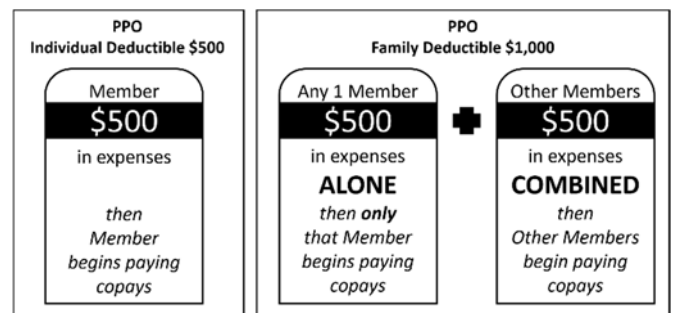 PPO
Individual Deductible $500
Member
$500
in expenses
then
Member
begins paying
copays
PPO
Family Deductible $1,000
Any 1 Member
$500
in expenses
ALONE
then only
that Member
begins paying
copays
Other Members
$500
in expenses
COMBINED
then
Other Members
begin paying
copays